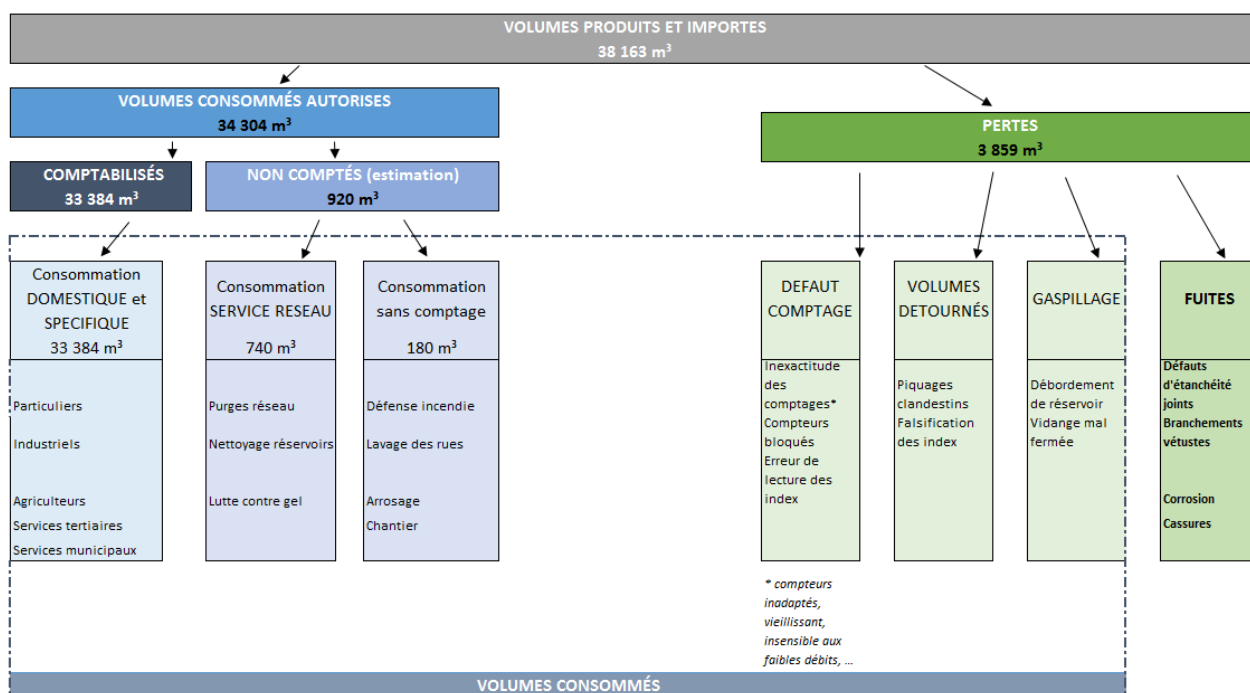 VOLUMES PRODUITS ET IMPORTES
38 163 m³
VOLUMES CONSOMMÉS AUTORISES
34 304 m³
PERTES
3 859 m³
COMPTABILISÉS
33 384 m³
NON COMPTÉS (estimation)
920 m³
Consommation
DOMESTIQUE et
SPECIFIQUE
33 384 m³
Particuliers
Industriels
Agriculteurs
Services tertiaires
Services municipaux
Consommation
SERVICE RESEAU
740 m³
Purges réseau
Nettoyage réservoirs
Lutte contre gel
Consommation
sans comptage
180 m³
Défense incendie
Lavage des rues
Arrosage
Chantier
DEFAUT
COMPTAGE
Inexactitude
des
comptages*
Compteurs
bloqués
Erreur de
lecture des
index
* compteurs
inadaptés,
vieillissant,
insensible aux
faibles débits, ...
VOLUMES
DETOURNÉS
Piquages
clandestins
Falsification
des index
GASPILLAGE
Débordement
de réservoir
Vidange mal
fermée
FUITES
Défauts
d'étanchéité
joints
Branchements
vétustes
Corrosion
Cassures
VOLUMES CONSOMMÉS